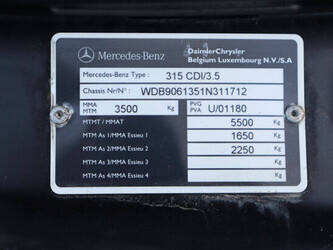 Mercedes-Benz
DaimlerChrysler
Belgium Luxembourg N.V./S.A
Mercedes-Benz Type : 315 CDI/3.5
Chassis Nr/N° : WDB9061351N311712
MMA MTM 3500 Kg PVG PVA U/01180
MTMT / MMAT 5500 Kg
MTM As 1/MMA Essieu 1 1650 Kg
MTM As 2/MMA Essieu 2 2250 Kg
MTM As 3/MMA Essieu 3 Kg
MTM As 4/MMA Essieu 4 Kg